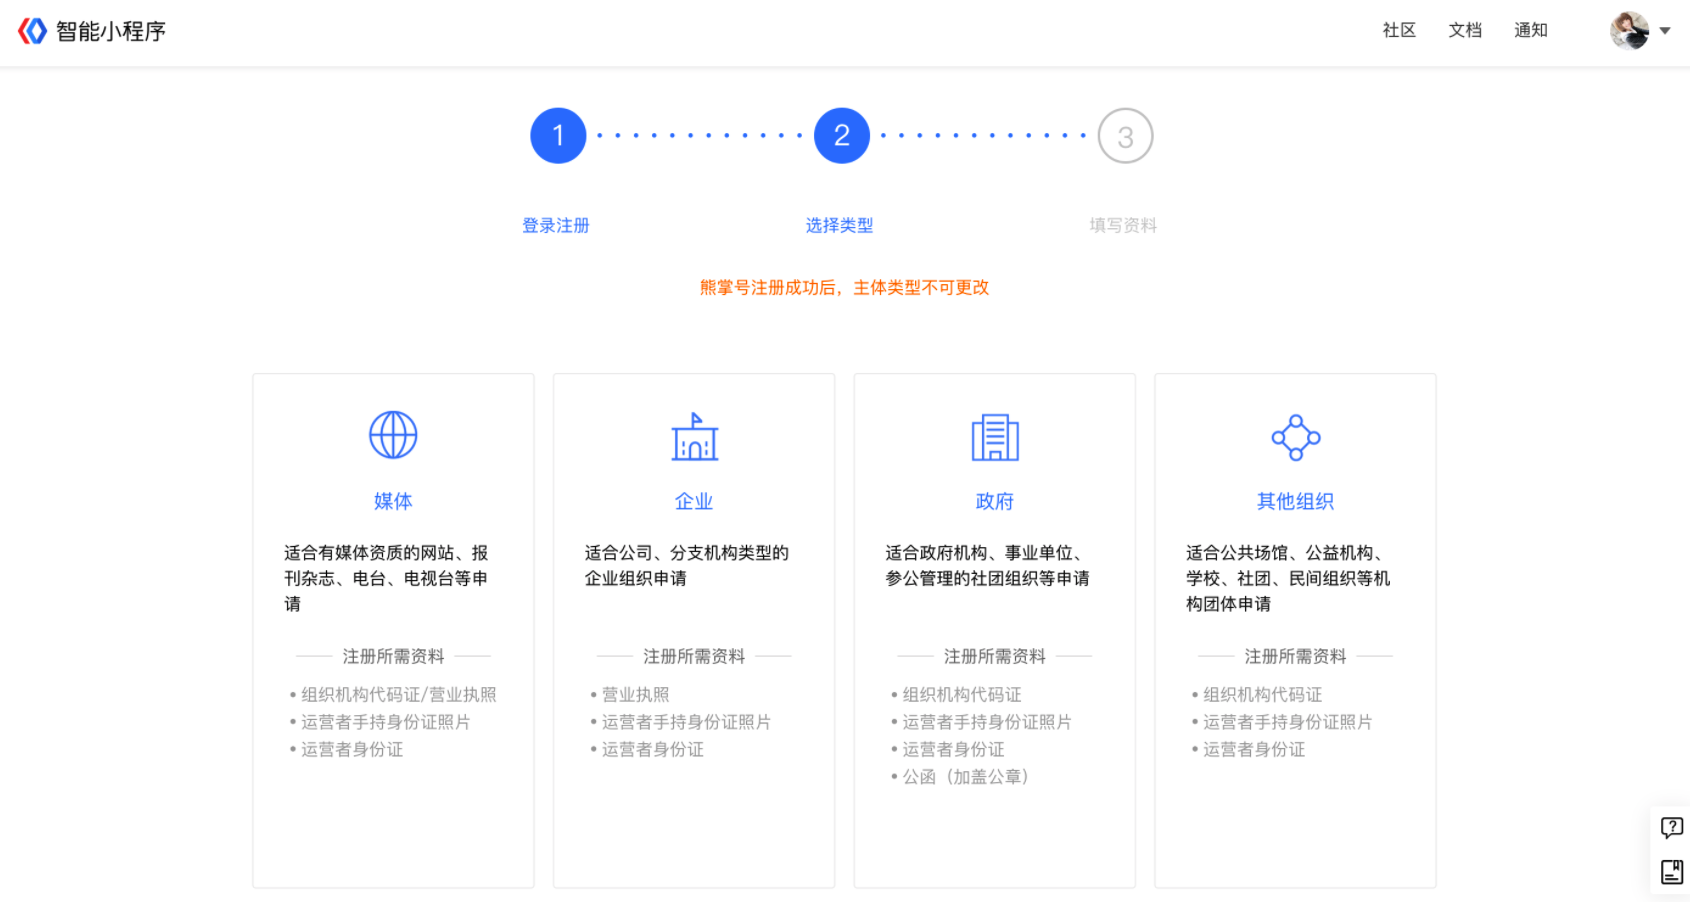 智能小程序
社区 文档 通知
1 2 3
登录注册 选择类型 填写资料
熊掌号注册成功后，主体类型不可更改
媒体
适合有媒体资质的网站、报
刊杂志、电台、电视台等申
请
注册所需资料
•组织机构代码证/营业执照
•运营者手持身份证照片
•运营者身份证
企业
适合公司、分支机构类型的
企业组织申请
注册所需资料
•营业执照
•运营者手持身份证照片
•运营者身份证
政府
适合政府机构、事业单位、
参公管理的社团组织等申请
注册所需资料
•组织机构代码证
•运营者手持身份证照片
•运营者身份证
•公函（加盖公章）
其他组织
适合公共场馆、公益机构、
学校、社团、民间组织等机
构团体申请
注册所需资料
•组织机构代码证
•运营者手持身份证照片
•运营者身份证